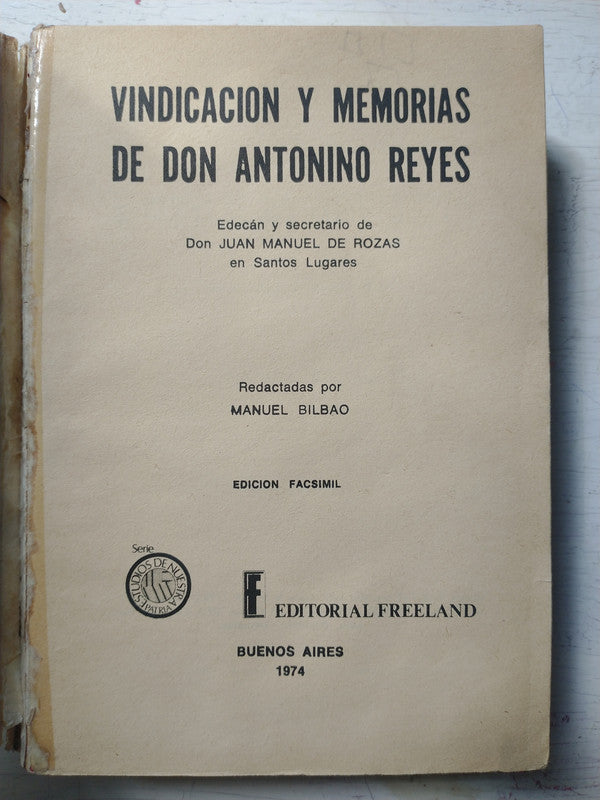 VINDICACION Y MEMORIAS
DE DON ANTONINO REYES
Edecán y secretario de
Don JUAN MANUEL DE ROZAS
en Santos Lugares
Redactadas por
MANUEL BILBAO
EDICION FACSIMIL
Serie
ESTUDIOS DE NUESTRA
PATRIA
EDITORIAL FREELAND
BUENOS AIRES
1974